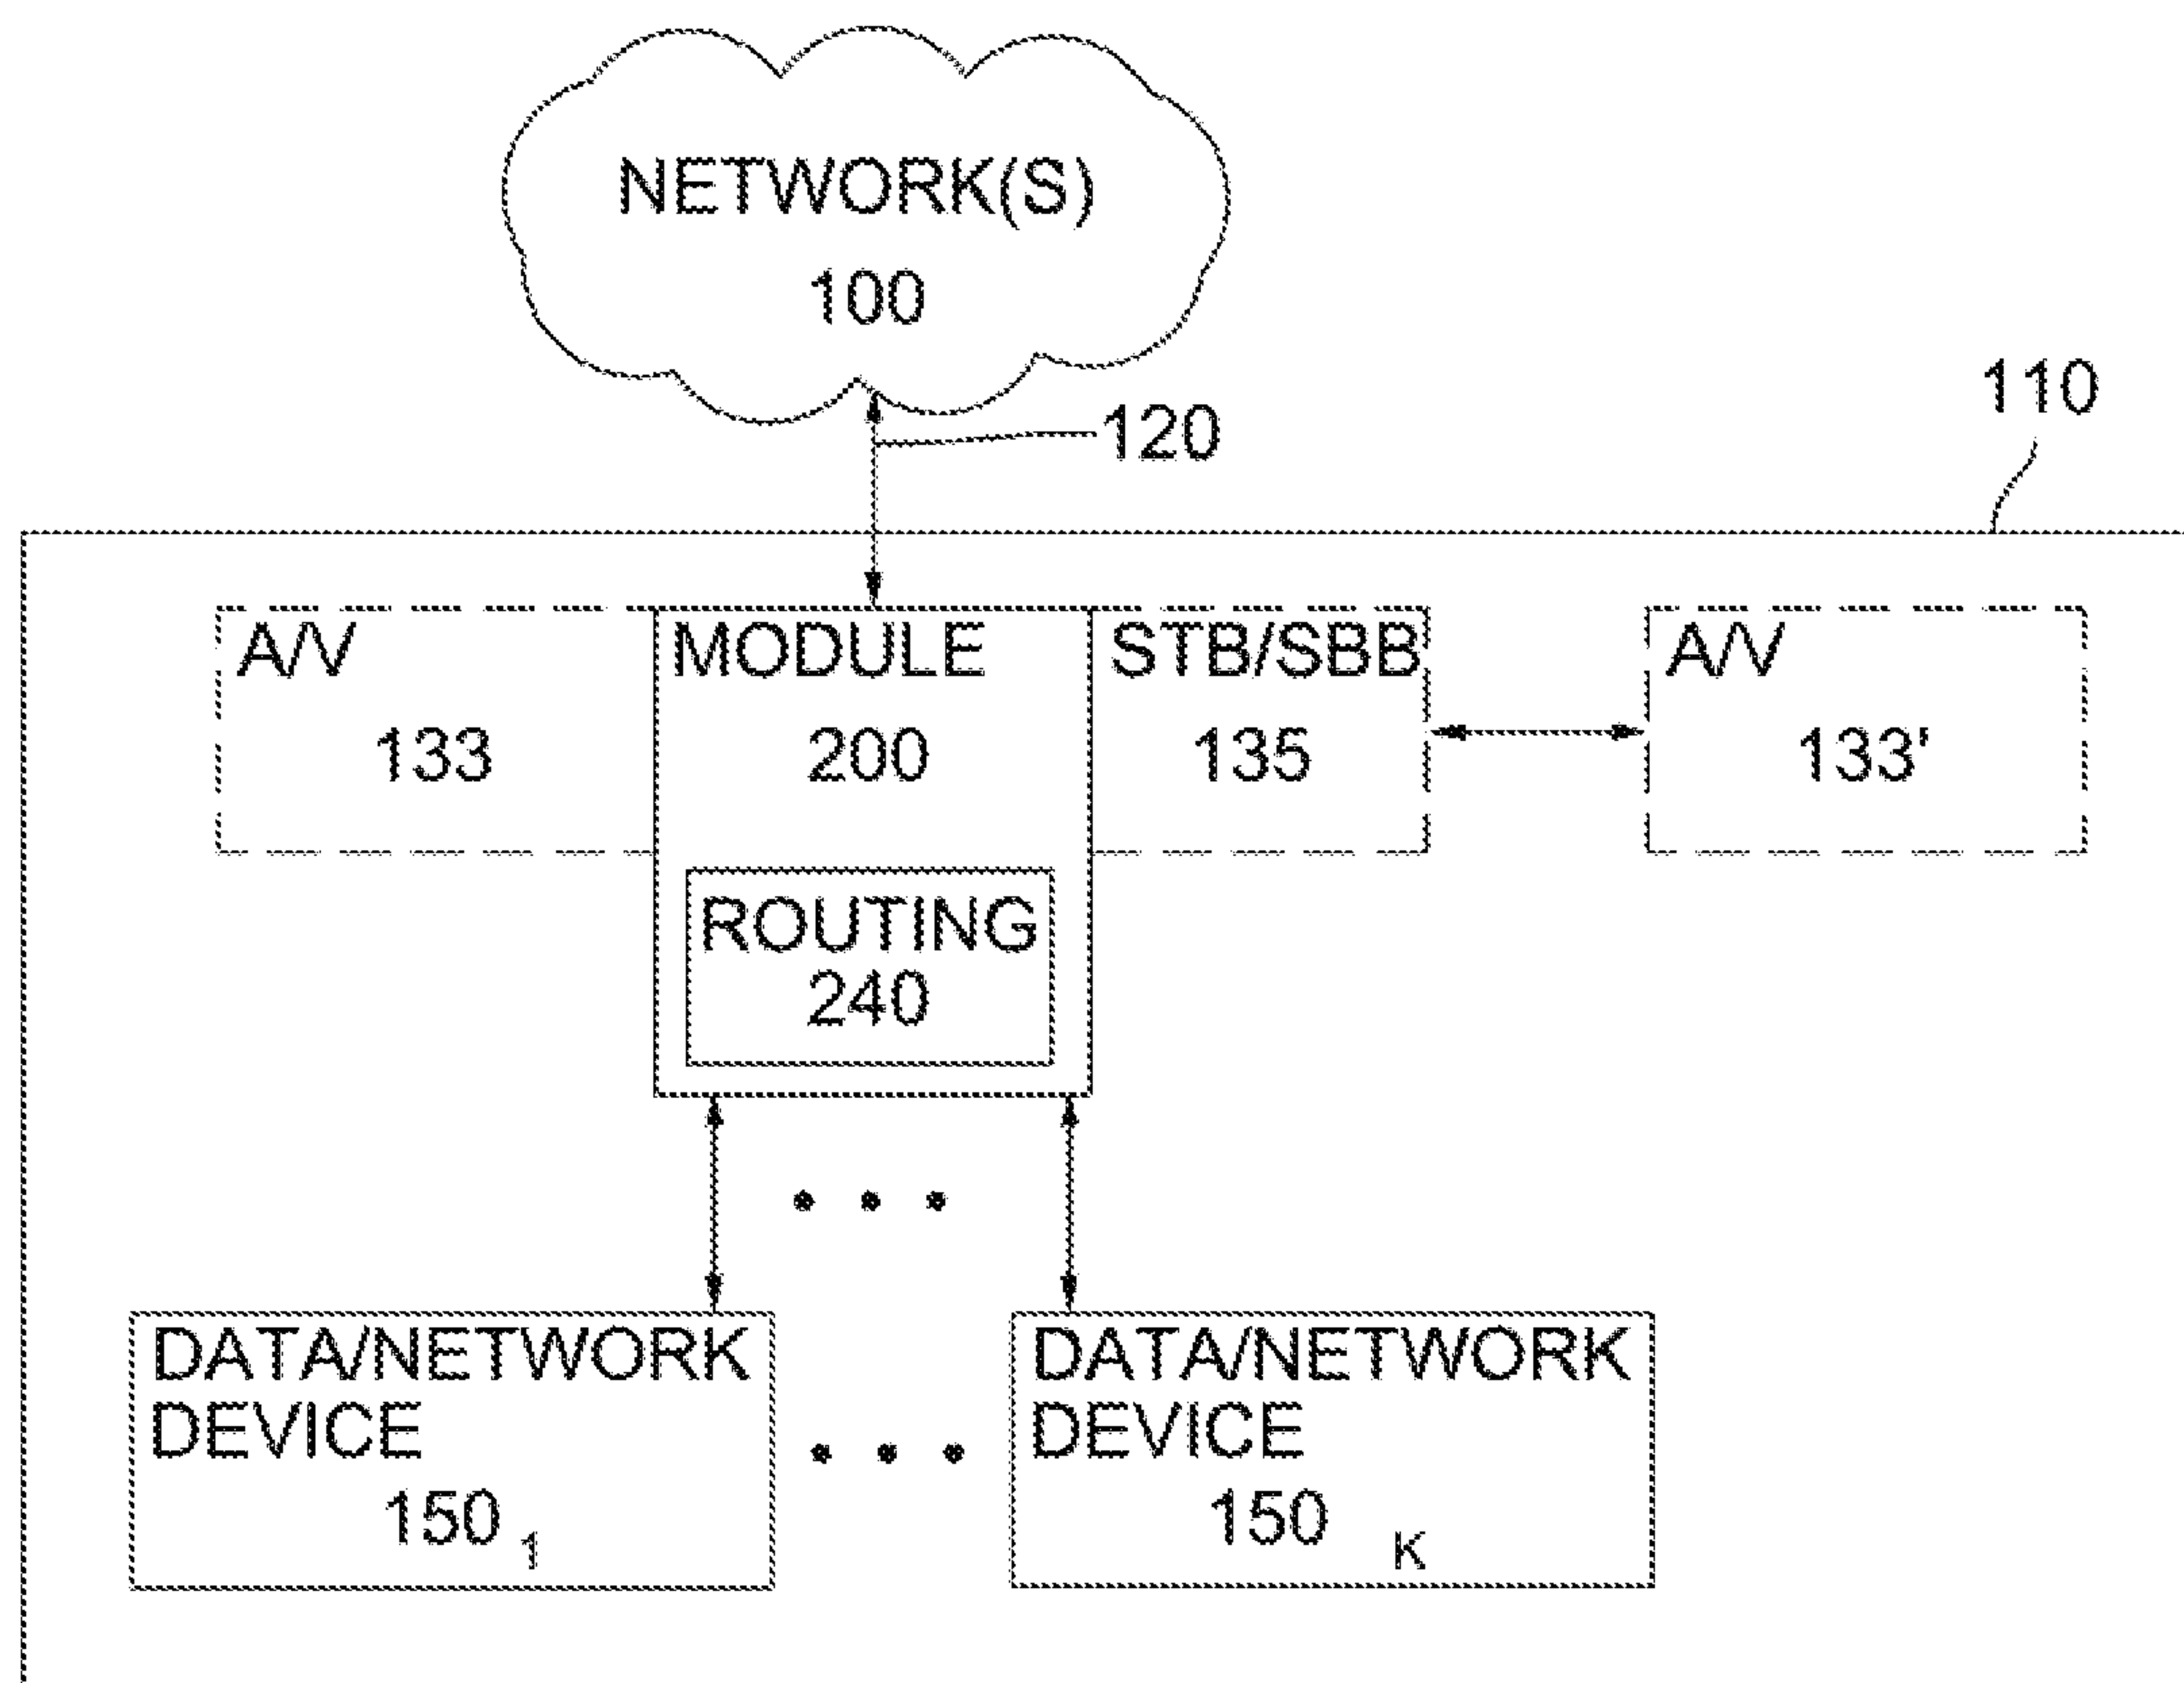 NETWORK(S)
100
120
110
A/V
133
MODULE
200
STB/SBB
135
A/V
133'
ROUTING
240
DATA/NETWORK
DEVICE
150 1
DATA/NETWORK
DEVICE
150 K